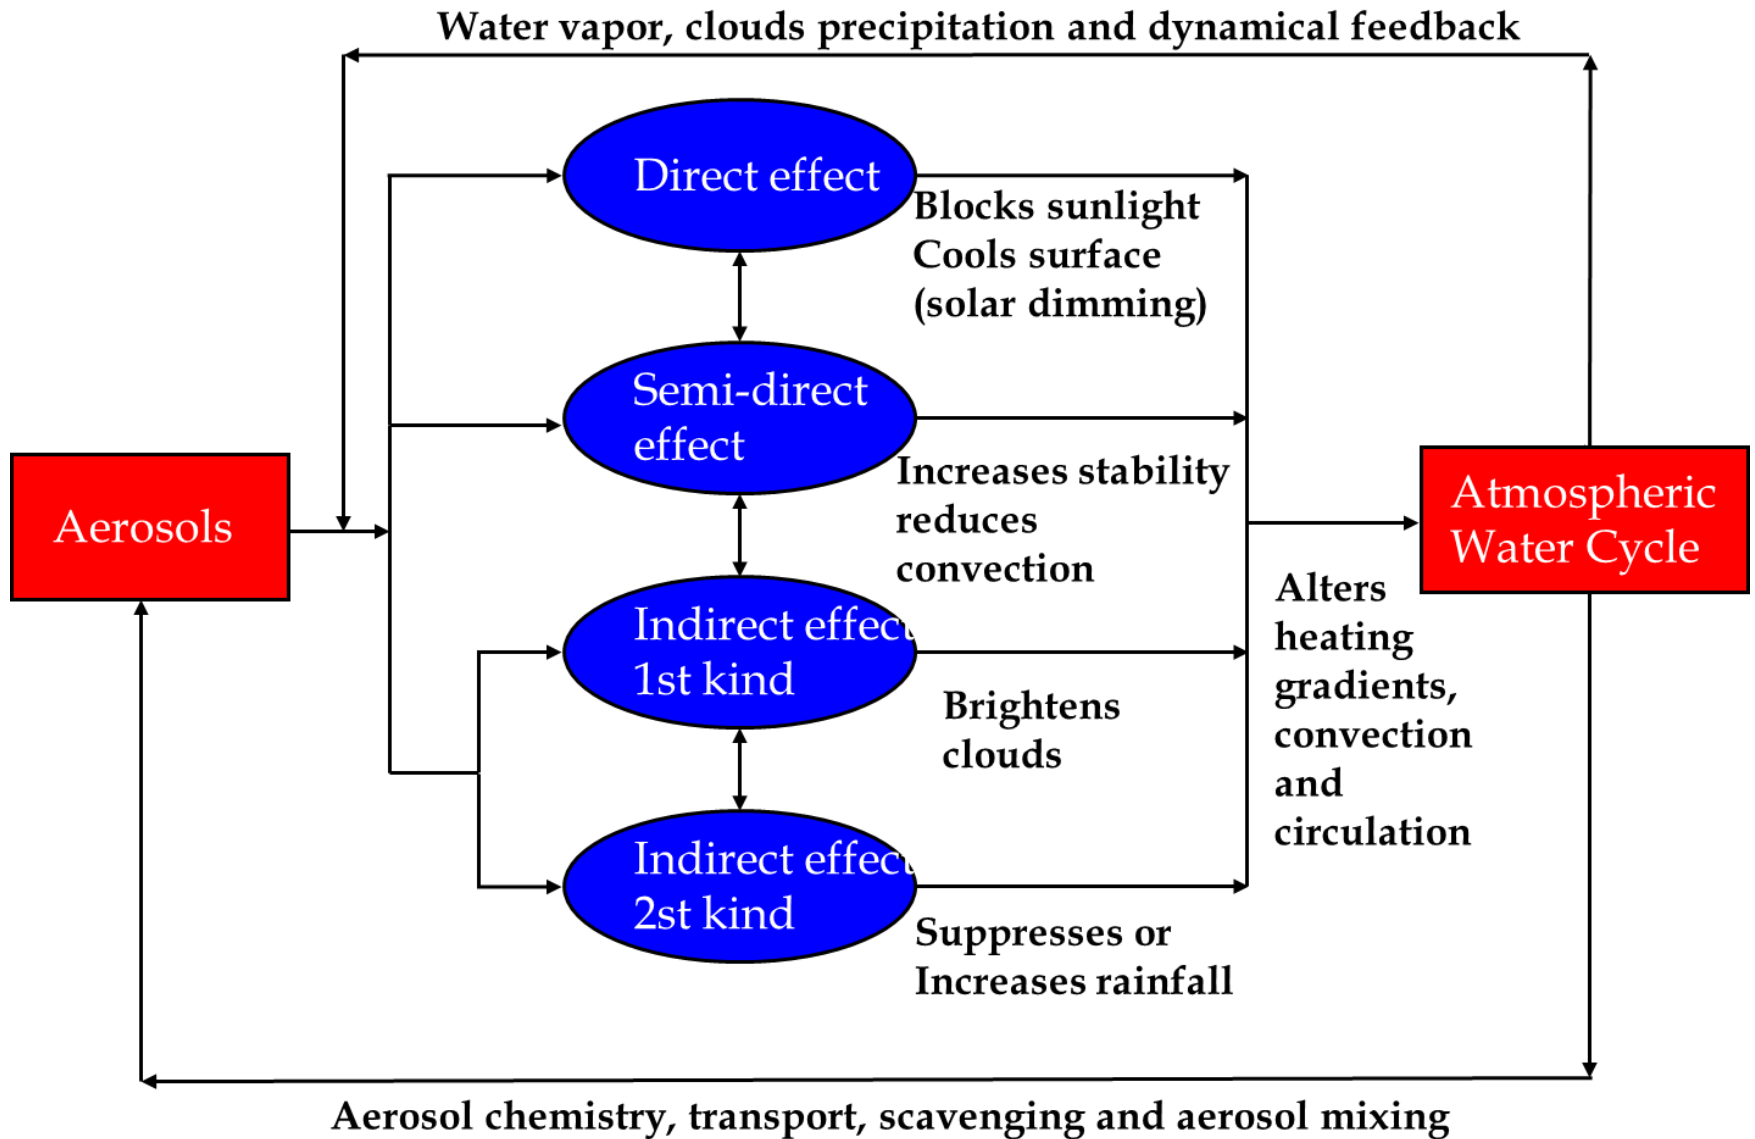 Water vapor, clouds precipitation and dynamical feedback
Direct effect
Blocks sunlight
Cools surface
(solar dimming)
Semi-direct
effect
Increases stability
reduces
convection
Aerosols
Atmospheric
Water Cycle
Indirect effect
1st kind
Brightens
clouds
Alters
heating
gradients,
convection
and
circulation
Indirect effect
2st kind
Suppresses or
Increases rainfall
Aerosol chemistry, transport, scavenging and aerosol mixing